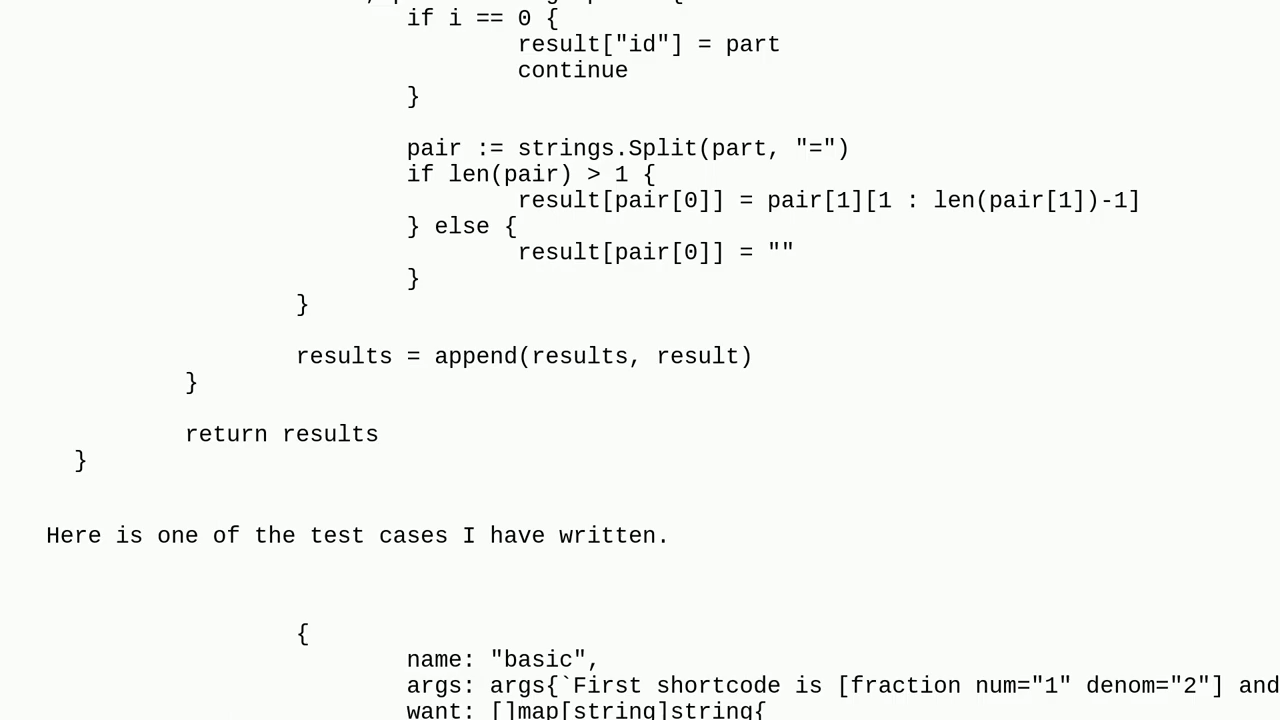 if i == 0 {
result["id"] = part
continue
}
pair := strings.Split(part, "=")
if len(pair) > 1 {
result[pair[0]] = pair[1][1 : len(pair[1])-1]
} else {
result[pair[0]] = ""
}
}
results = append(results, result)
}
return results
}
Here is one of the test cases I have written.
{
name: "basic",
args: args{`First shortcode is [fraction num="1" denom="2"] and
want: []map[string]string{